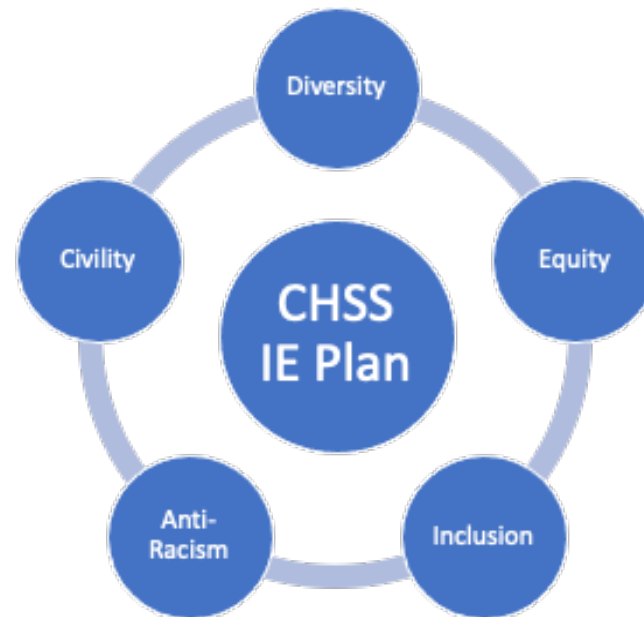 Diversity
Civility
Equity
CHSS
IE Plan
Anti-
Racism
Inclusion